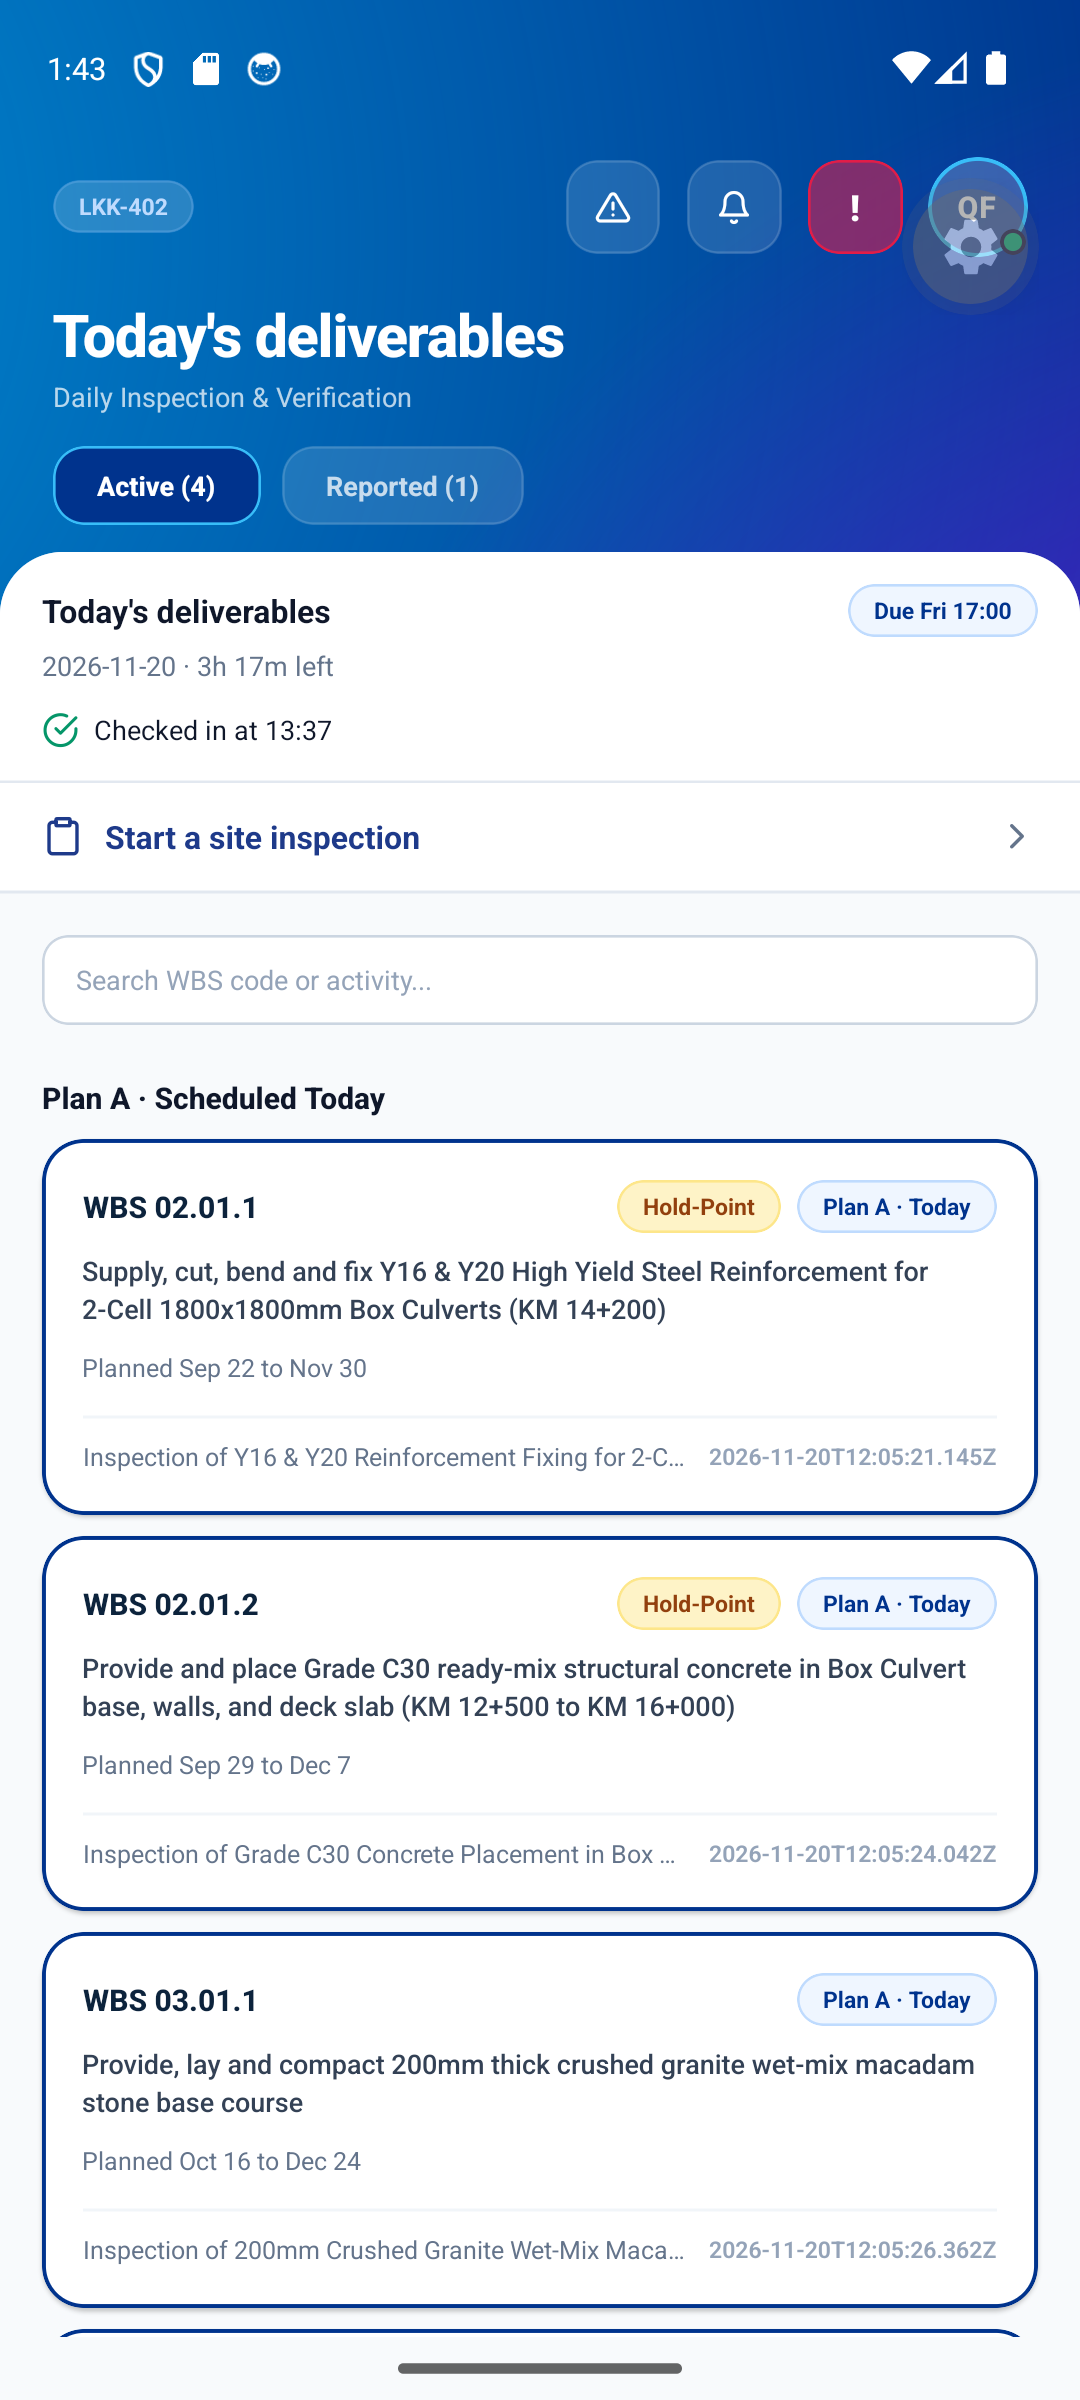 1:43
LKK-402
!
QF
Today's deliverables
Daily Inspection & Verification
Active (4)
Reported (1)
Today's deliverables
Due Fri 17:00
2026-11-20 · 3h 17m left
Checked in at 13:37
Start a site inspection
Search WBS code or activity...
Plan A · Scheduled Today
WBS 02.01.1
Hold-Point
Plan A · Today
Supply, cut, bend and fix Y16 & Y20 High Yield Steel Reinforcement for
2-Cell 1800x1800mm Box Culverts (KM 14+200)
Planned Sep 22 to Nov 30
Inspection of Y16 & Y20 Reinforcement Fixing for 2-C...
2026-11-20T12:05:21.145Z
WBS 02.01.2
Hold-Point
Plan A · Today
Provide and place Grade C30 ready-mix structural concrete in Box Culvert
base, walls, and deck slab (KM 12+500 to KM 16+000)
Planned Sep 29 to Dec 7
Inspection of Grade C30 Concrete Placement in Box ...
2026-11-20T12:05:24.042Z
WBS 03.01.1
Plan A · Today
Provide, lay and compact 200mm thick crushed granite wet-mix macadam
stone base course
Planned Oct 16 to Dec 24
Inspection of 200mm Crushed Granite Wet-Mix Maca...
2026-11-20T12:05:26.362Z